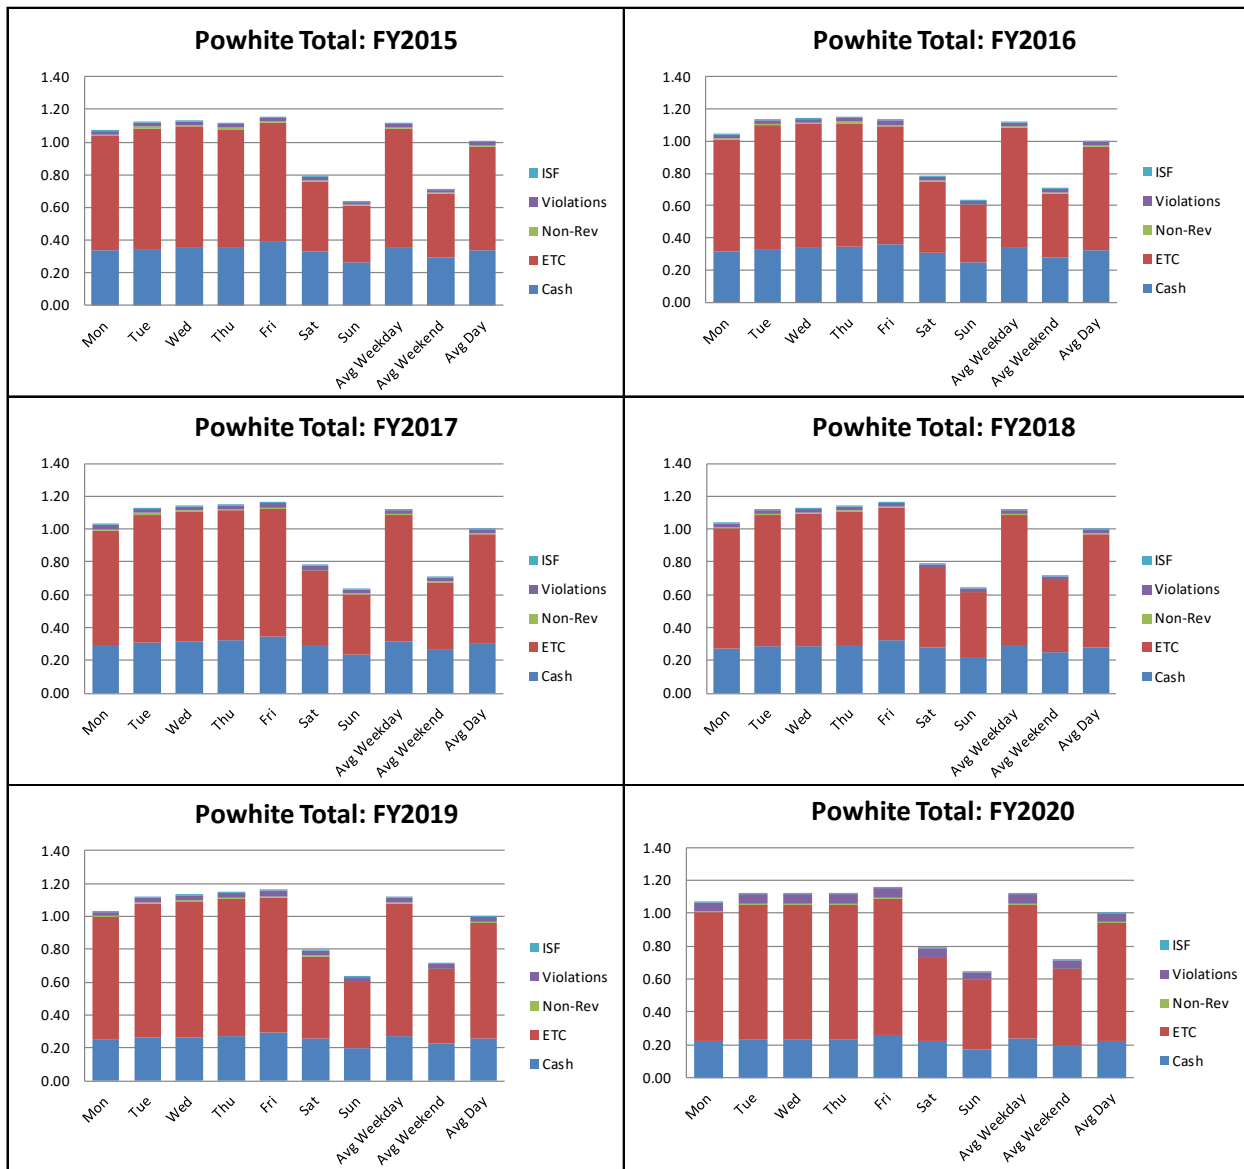 Powhite Total: FY2015
1.40
1.20
1.00
0.80
0.60
0.40
0.20
0.00
Mon
Tue
Wed
Thu
Fri
Sat
Sun
Avg Weekday
Avg Weekend
Avg Day
ISF
Violations
Non-Rev
ETC
Cash
Powhite Total: FY2016
1.40
1.20
1.00
0.80
0.60
0.40
0.20
0.00
Mon
Tue
Wed
Thu
Fri
Sat
Sun
Avg Weekday
Avg Weekend
Avg Day
ISF
Violations
Non-Rev
ETC
Cash
Powhite Total: FY2017
1.40
1.20
1.00
0.80
0.60
0.40
0.20
0.00
Mon
Tue
Wed
Thu
Fri
Sat
Sun
Avg Weekday
Avg Weekend
Avg Day
ISF
Violations
Non-Rev
ETC
Cash
Powhite Total: FY2018
1.40
1.20
1.00
0.80
0.60
0.40
0.20
0.00
Mon
Tue
Wed
Thu
Fri
Sat
Sun
Avg Weekday
Avg Weekend
Avg Day
ISF
Violations
Non-Rev
ETC
Cash
Powhite Total: FY2019
1.40
1.20
1.00
0.80
0.60
0.40
0.20
0.00
Mon
Tue
Wed
Thu
Fri
Sat
Sun
Avg Weekday
Avg Weekend
Avg Day
ISF
Violations
Non-Rev
ETC
Cash
Powhite Total: FY2020
1.40
1.20
1.00
0.80
0.60
0.40
0.20
0.00
Mon
Tue
Wed
Thu
Fri
Sat
Sun
Avg Weekday
Avg Weekend
Avg Day
ISF
Violations
Non-Rev
ETC
Cash